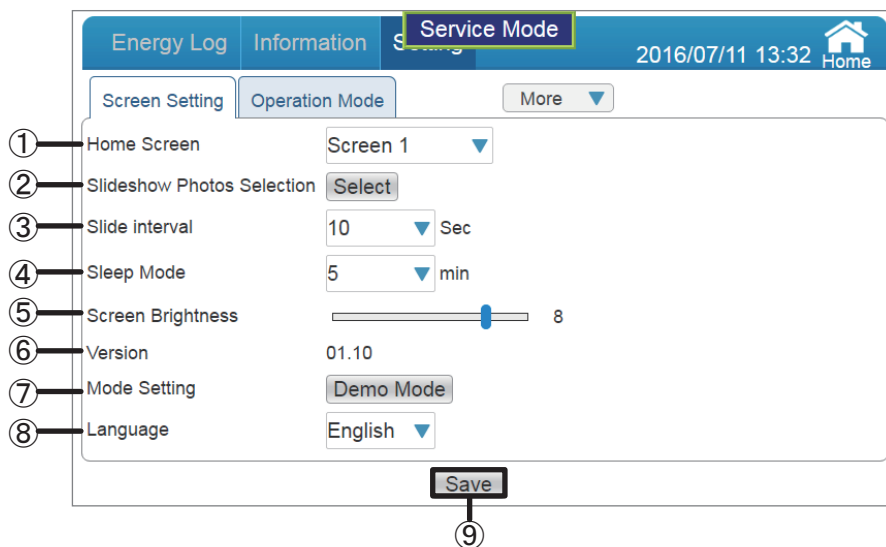 Energy Log Information Setting Service Mode 2016/07/11 13:32 Home
Screen Setting Operation Mode More
① Home Screen Screen 1
② Slideshow Photos Selection Select
③ Slide interval 10 Sec
④ Sleep Mode 5 min
⑤ Screen Brightness 8
⑥ Version 01.10
⑦ Mode Setting Demo Mode
⑧ Language English
Save
⑨